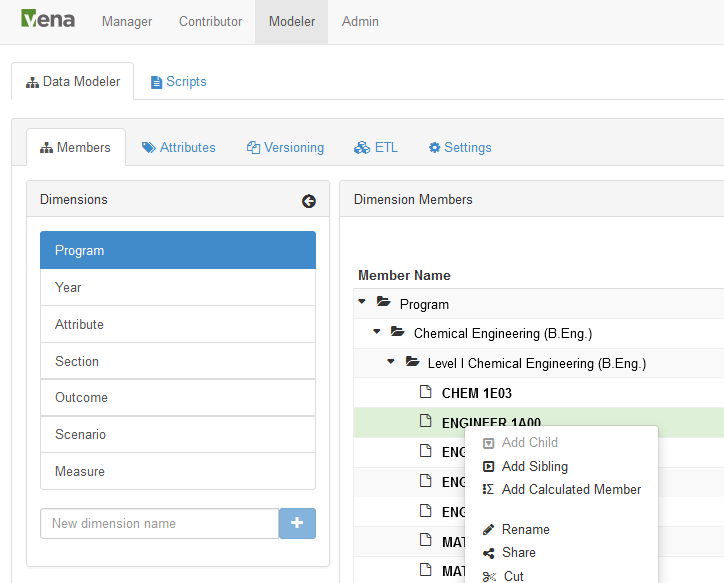 Vena Manager Contributor Modeler Admin
Data Modeler Scripts
Members Attributes Versioning ETL Settings
Dimensions
Program
Year
Attribute
Section
Outcome
Scenario
Measure
New dimension name
Dimension Members
Member Name
Program
Chemical Engineering (B.Eng.)
Level I Chemical Engineering (B.Eng.)
CHEM 1E03
ENGINEER 1A00
ENG
ENG
ENG
MAT
MAT
Add Child
Add Sibling
Add Calculated Member
Rename
Share
Cut